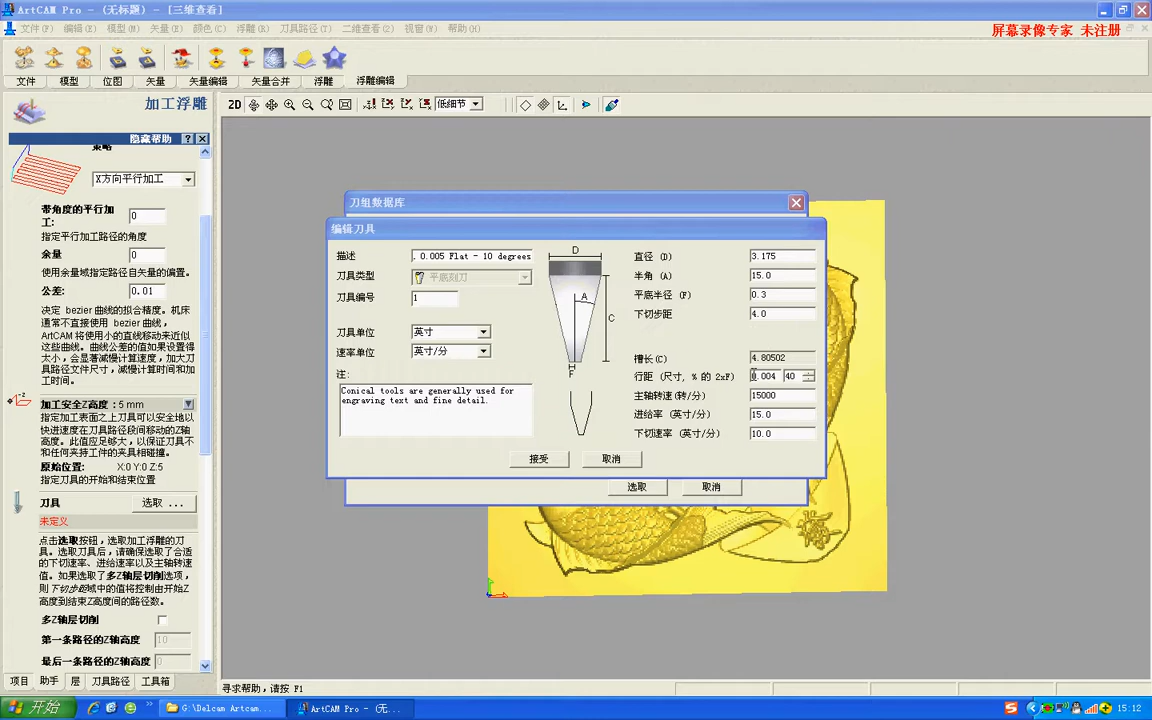 ArtCAM Pro - (无标题) - [三维查看]
文件(F) 编辑(E) 模型(M) 矢量(E) 颜色(C) 浮雕(R) 刀具路径(T) 二维查看(2) 视窗(W) 帮助(H)
屏幕录像专家 未注册
文件 模型 位图 矢量 矢量编辑 矢量合并 浮雕 浮雕编辑
加工浮雕
2D 低细节
隐藏帮助 ?
策略
X方向平行加工
带角度的平行加工: 0
指定平行加工路径的角度
余量 0
使用余量域指定路径自矢量的偏置。
公差: 0.01
决定 bezier 曲线的拟合精度。机床
通常不直接使用 bezier曲线,
ArtCAM 将使用小的直线移动来近似
这些曲线。曲线公差的值如果设置得
太小，会显著减慢计算速度，加大刀
具路径文件尺寸，减慢计算时间和加
工时间。
加工安全Z高度 : 5 mm
指定加工表面之上刀具可以安全地以
快进速度在刀具路径段间移动的Z轴
高度。此值应足够大，以保证刀具不
和任何夹持工件的夹具相碰撞。
原始位置: X:0 Y:0 Z:5
指定刀具的开始和结束位置
刀具 选取 ...
未定义
点击选取按钮，选取加工浮雕的刀
具。选取刀具后，请确保选取了合适
的下切速率、进给速率以及主轴转速
值。如果选取了多Z轴层切削选项，
则 下切步距域中的值将控制由开始Z
高度到结束Z高度间的路径数。
多Z轴层切削
第一条路径的Z轴高度 10
最后一条路径的Z轴高度 0
项目 助手 层 刀具路径 工具箱
刀组数据库
编辑刀具
描述 . 0.005 Flat - 10 degrees
刀具类型 平底刻刀
刀具编号 1
刀具单位 英寸
速率单位 英寸/分
注:
Conical tools are generally used for
engraving text and fine detail.
D
A
C
F
直径 (D) 3.175
半角 (A) 15.0
平底半径 (F) 0.3
下切步距 4.0
槽长(C) 4.80502
行距 (尺寸, % 的 2xF) 0.004 40
主轴转速(转/分) 15000
进给率 (英寸/分) 15.0
下切速率 (英寸/分) 10.0
接受 取消
选取 取消
寻求帮助，请按 F1
开始 G:\Delcam Artcam... ArtCAM Pro - (无... 15:12